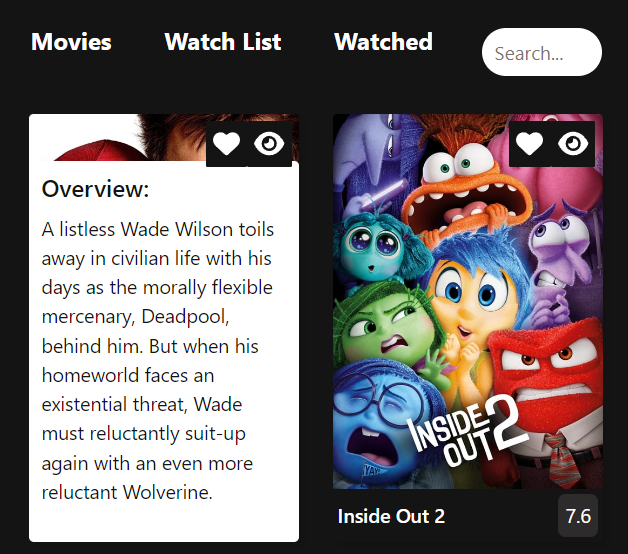 Movies
Watch List
Watched
Search...
Overview:
A listless Wade Wilson toils
away in civilian life with his
days as the morally flexible
mercenary, Deadpool,
behind him. But when his
homeworld faces an
existential threat, Wade
must reluctantly suit-up
again with an even more
reluctant Wolverine.
INSIDE
OUT 2
YAY!
Inside Out 2
7.6